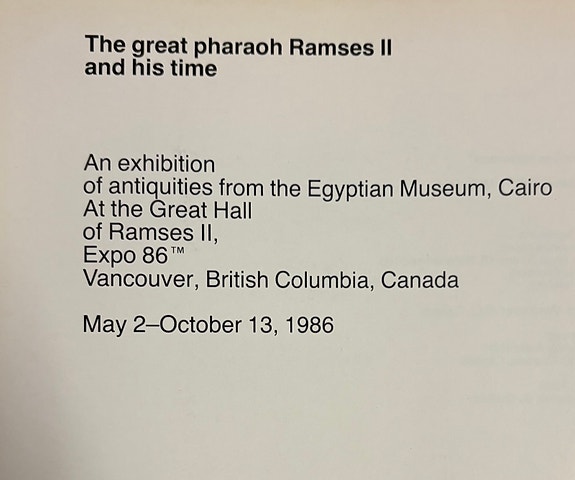 The great pharaoh Ramses II
and his time
An exhibition
of antiquities from the Egyptian Museum, Cairo
At the Great Hall
of Ramses II,
Expo 86™
Vancouver, British Columbia, Canada
May 2–October 13, 1986